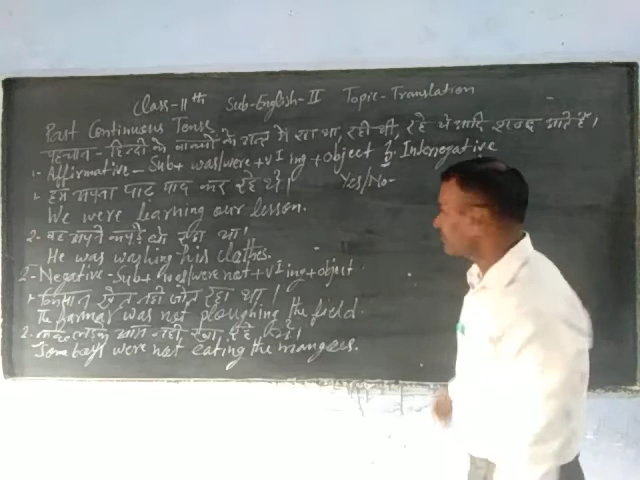 Class-11th Sub-English-II Topic-Translation
Past Continuous Tense
पहचान - हिन्दी के वाक्यों के अन्त में रहा था, रही थी, रहे थे आदि शब्द आते हैं।
1- Affirmative - Sub + was/were + vI ing + object
3- Interrogative
Yes/No-
1- हम अपना पाठ याद कर रहे थे।
We were learning our lesson.
2- वह अपने कपड़े धो रहा था।
He was washing his clothes.
2- Negative - Sub + was/were not + vI ing + object
1- किसान खेत नहीं जोत रहा था।
The farmar was not ploughing the field.
2. लड़के आम नहीं खा रहे थे।
Some boys were not eating the mangoes.